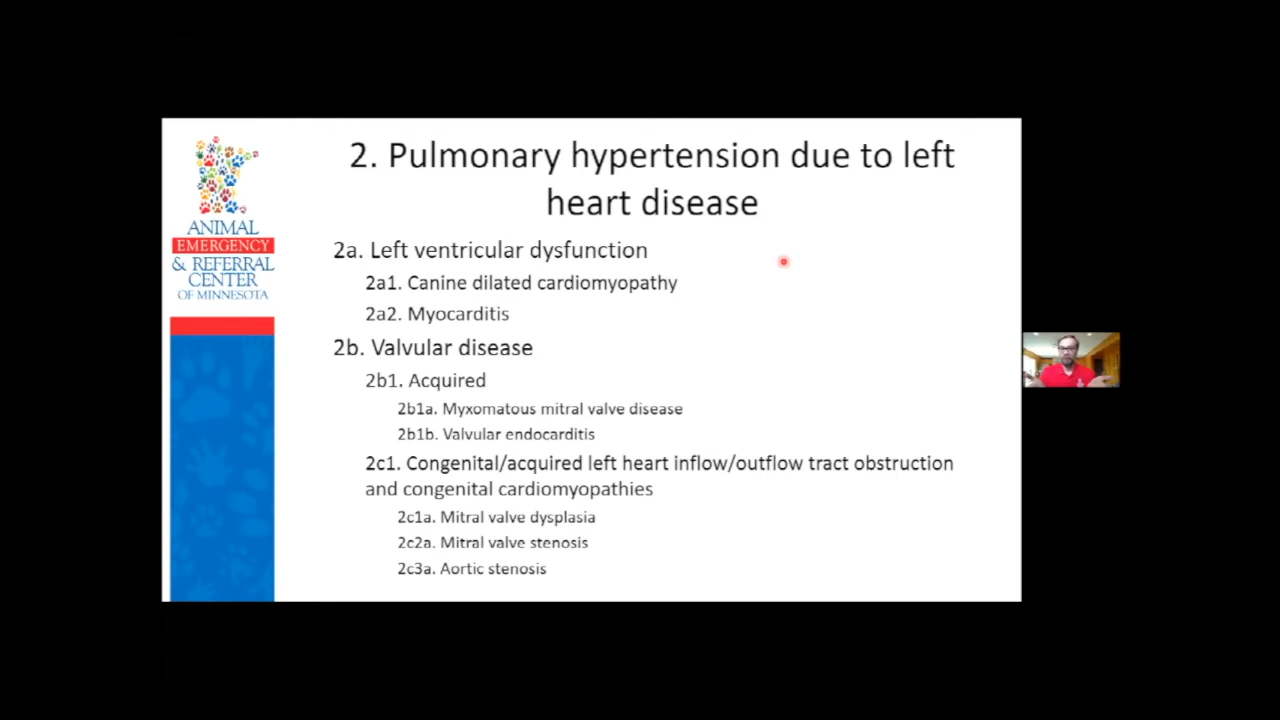 2. Pulmonary hypertension due to left
heart disease
ANIMAL
EMERGENCY
& REFERRAL
CENTER
OF MINNESOTA
2a. Left ventricular dysfunction
2a1. Canine dilated cardiomyopathy
2a2. Myocarditis
2b. Valvular disease
2b1. Acquired
2b1a. Myxomatous mitral valve disease
2b1b. Valvular endocarditis
2c1. Congenital/acquired left heart inflow/outflow tract obstruction
and congenital cardiomyopathies
2c1a. Mitral valve dysplasia
2c2a. Mitral valve stenosis
2c3a. Aortic stenosis